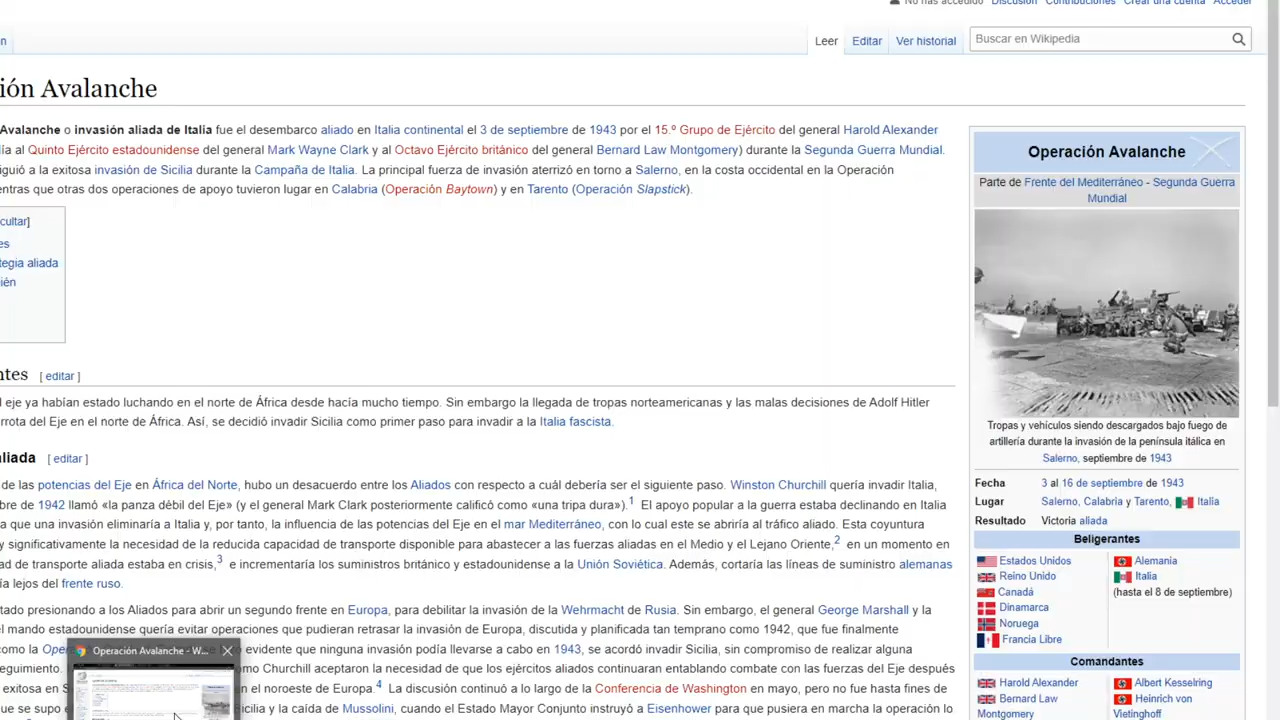 No has accedido Discusión Contribuciones Crear una cuenta Acceder
Leer Editar Ver historial Buscar en Wikipedia
ión Avalanche
Avalanche o invasión aliada de Italia fue el desembarco aliado en Italia continental el 3 de septiembre de 1943 por el 15.º Grupo de Ejército del general Harold Alexander
ía al Quinto Ejército estadounidense del general Mark Wayne Clark y al Octavo Ejército británico del general Bernard Law Montgomery) durante la Segunda Guerra Mundial.
guió a la exitosa invasión de Sicilia durante la Campaña de Italia. La principal fuerza de invasión aterrizó en torno a Salerno, en la costa occidental en la Operación
entras que otras dos operaciones de apoyo tuvieron lugar en Calabria (Operación Baytown) y en Tarento (Operación Slapstick).
cultar]
es
tegia aliada
ién
ntes [ editar ]
l eje ya habían estado luchando en el norte de África desde hacía mucho tiempo. Sin embargo la llegada de tropas norteamericanas y las malas decisiones de Adolf Hitler
rrota del Eje en el norte de África. Así, se decidió invadir Sicilia como primer paso para invadir a la Italia fascista.
aliada [ editar ]
de las potencias del Eje en África del Norte, hubo un desacuerdo entre los Aliados con respecto a cuál debería ser el siguiente paso. Winston Churchill quería invadir Italia,
bre de 1942 llamó «la panza débil del Eje» (y el general Mark Clark posteriormente calificó como «una tripa dura»).1 El apoyo popular a la guerra estaba declinando en Italia
a que una invasión eliminaría a Italia y, por tanto, la influencia de las potencias del Eje en el mar Mediterráneo, con lo cual este se abriría al tráfico aliado. Esta coyuntura
y significativamente la necesidad de la reducida capacidad de transporte disponible para abastecer a las fuerzas aliadas en el Medio y el Lejano Oriente,2 en un momento en
ad de transporte aliada estaba en crisis,3 e incrementería los suministros británico y estadounidense a la Unión Soviética. Además, cortaría las líneas de suministro alemanas
ía lejos del frente ruso.
tado presionando a los Aliados para abrir un segundo frente en Europa, para debilitar la invasión de la Wehrmacht de Rusia. Sin embargo, el general George Marshall y la
el mando estadounidense quería evitar operaciones que pudieran retrasar la invasión de Europa, discutida y planificada tan temprano como 1942, que fue finalmente
como la evidente que ninguna invasión podía llevarse a cabo en 1943, se acordó invadir Sicilia, sin compromiso de realizar alguna
eguimiento. omo Churchill aceptaron la necesidad de que los ejércitos aliados continuaran entablando combate con las fuerzas del Eje después
exitosa en S n el noroeste de Europa.4 La discusión continuó a lo largo de la Conferencia de Washington en mayo, pero no fue hasta fines de
que se supo cilia y la caída de Mussolini, cuando el Estado Mayor Conjunto instruyó a Eisenhower para que pusiera en marcha la operación lo
Operación Avalanche - W...
Operación Avalanche
Parte de Frente del Mediterráneo - Segunda Guerra
Mundial
Tropas y vehículos siendo descargados bajo fuego de
artillería durante la invasión de la península itálica en
Salerno, septiembre de 1943
Fecha 3 al 16 de septiembre de 1943
Lugar Salerno, Calabria y Tarento, Italia
Resultado Victoria aliada
Beligerantes
Estados Unidos
Reino Unido
Canadá
Dinamarca
Noruega
Francia Libre
Alemania
Italia
(hasta el 8 de septiembre)
Comandantes
Harold Alexander
Bernard Law
Montgomery
Albert Kesselring
Heinrich von
Vietinghoff